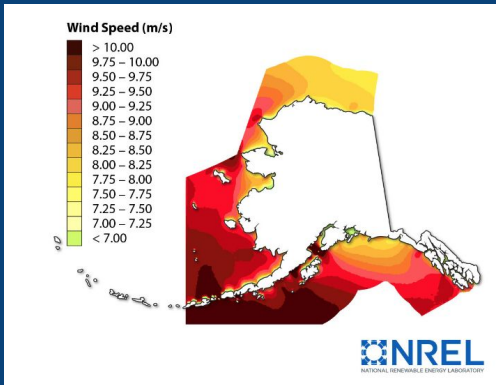 Wind Speed (m/s)
> 10.00
9.75 – 10.00
9.50 – 9.75
9.25 – 9.50
9.00 – 9.25
8.75 – 9.00
8.50 – 8.75
8.25 – 8.50
8.00 – 8.25
7.75 – 8.00
7.50 – 7.75
7.25 – 7.50
7.00 – 7.25
< 7.00
NREL
NATIONAL RENEWABLE ENERGY LABORATORY